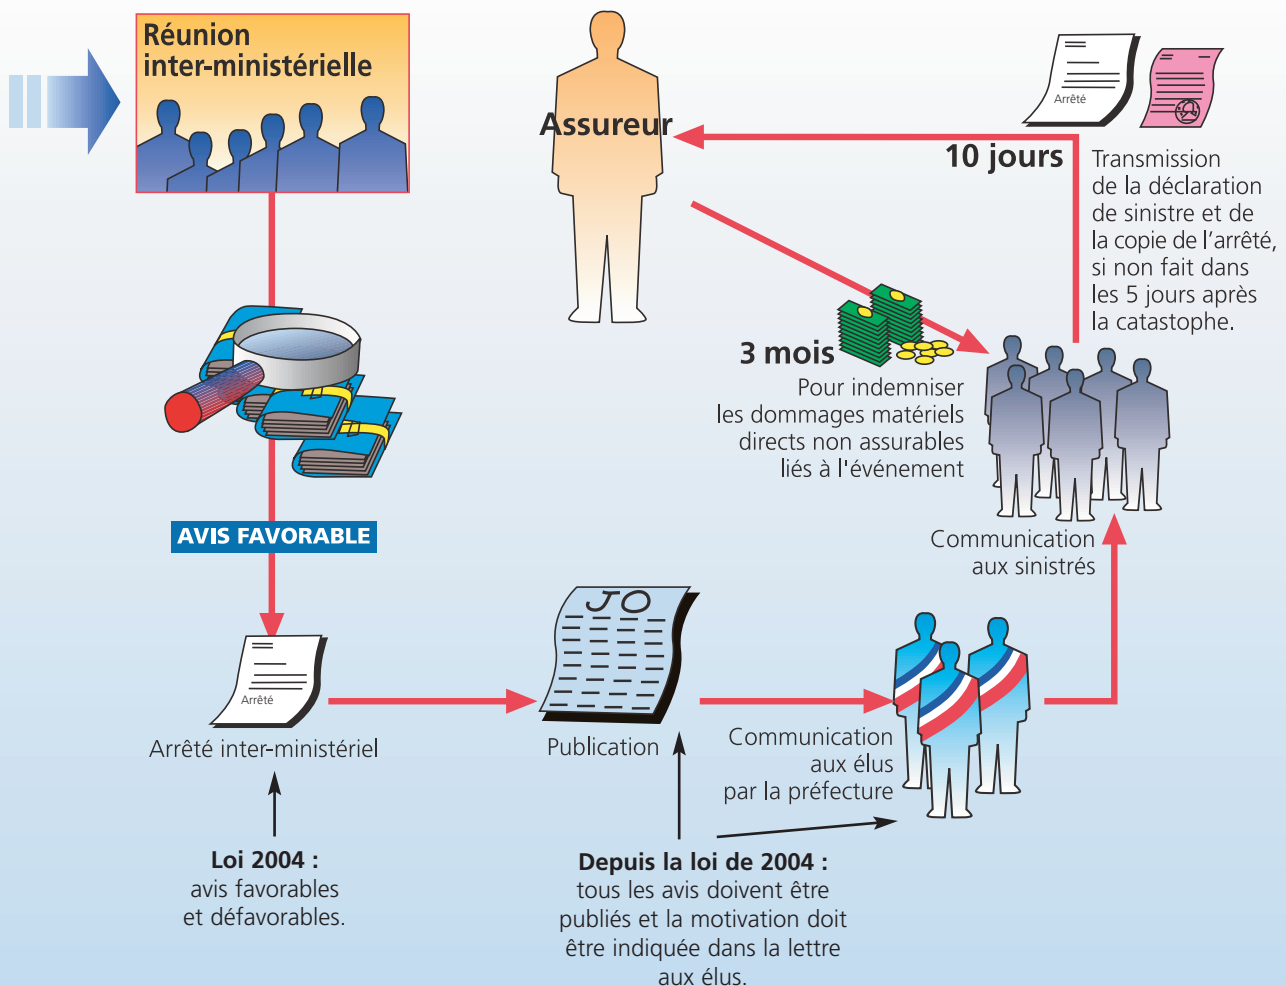 Réunion
inter-ministérielle
Assureur
Arrêté
10 jours
Transmission
de la déclaration
de sinistre et de
la copie de l'arrêté,
si non fait dans
les 5 jours après
la catastrophe.
3 mois
Pour indemniser
les dommages matériels
directs non assurables
liés à l'événement
AVIS FAVORABLE
Communication
aux sinistrés
JO
Arrêté
Arrêté inter-ministériel
Publication
Communication
aux élus
par la préfecture
Loi 2004 :
avis favorables
et défavorables.
Depuis la loi de 2004 :
tous les avis doivent être
publiés et la motivation doit
être indiquée dans la lettre
aux élus.